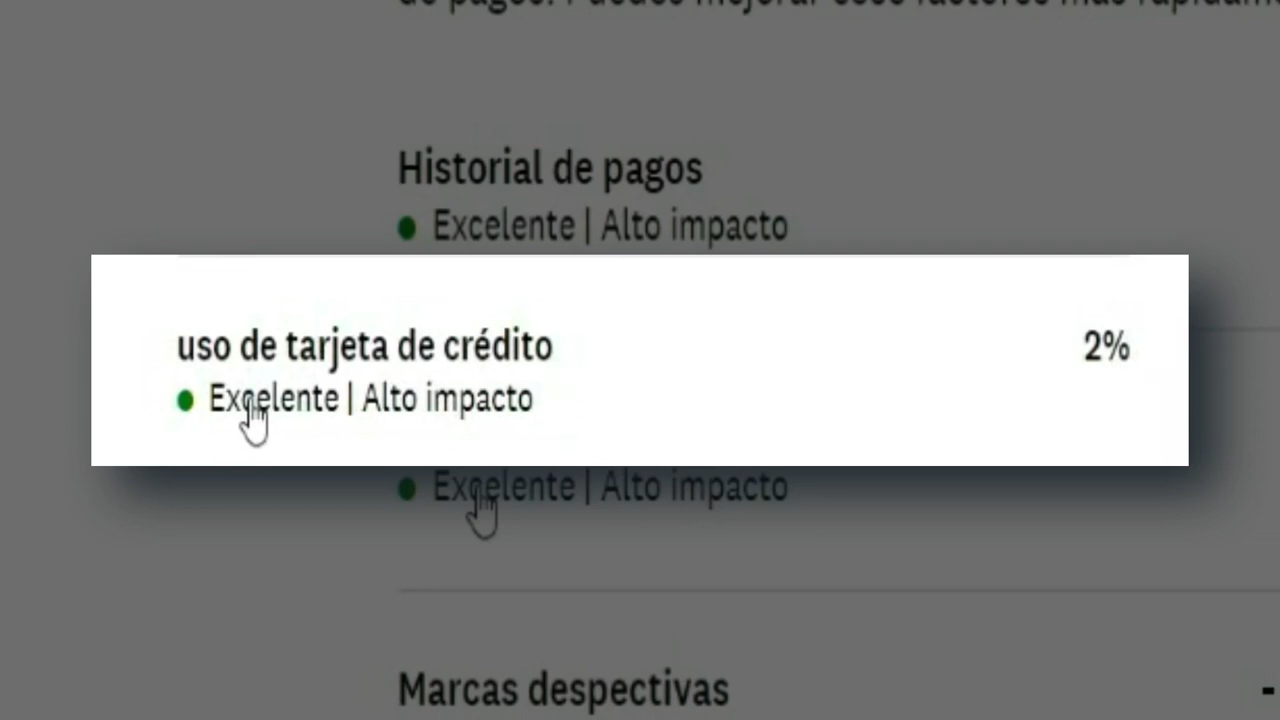 Historial de pagos
Excelente | Alto impacto
uso de tarjeta de crédito 2%
Excelente | Alto impacto
Excelente | Alto impacto
Marcas despectivas -